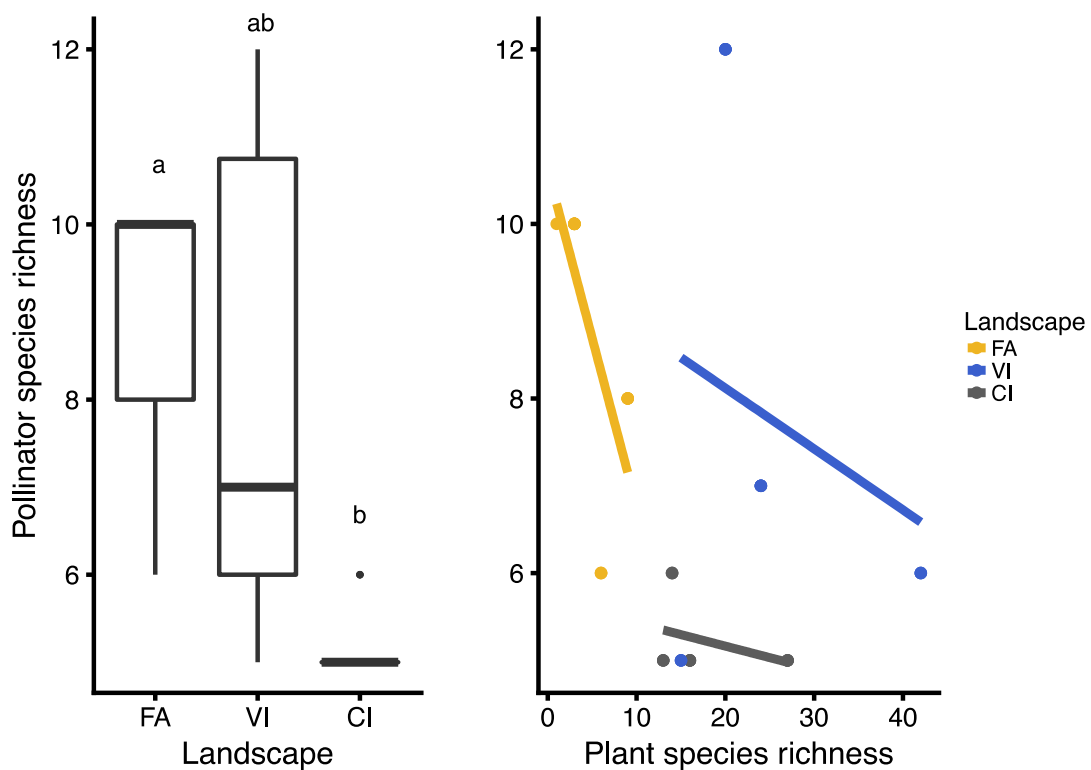 Pollinator species richness
12
10
8
6
a
ab
b
FA VI CI
Landscape
12
10
8
6
0 10 20 30 40
Plant species richness
Landscape
FA
VI
CI